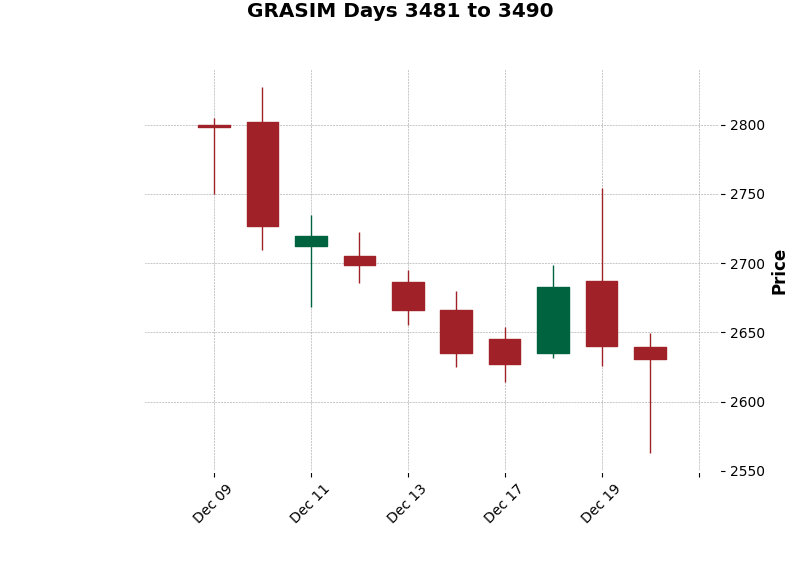 GRASIM Days 3481 to 3490
2800
2750
2700
2650
2600
2550
Price
Dec 09
Dec 11
Dec 13
Dec 17
Dec 19